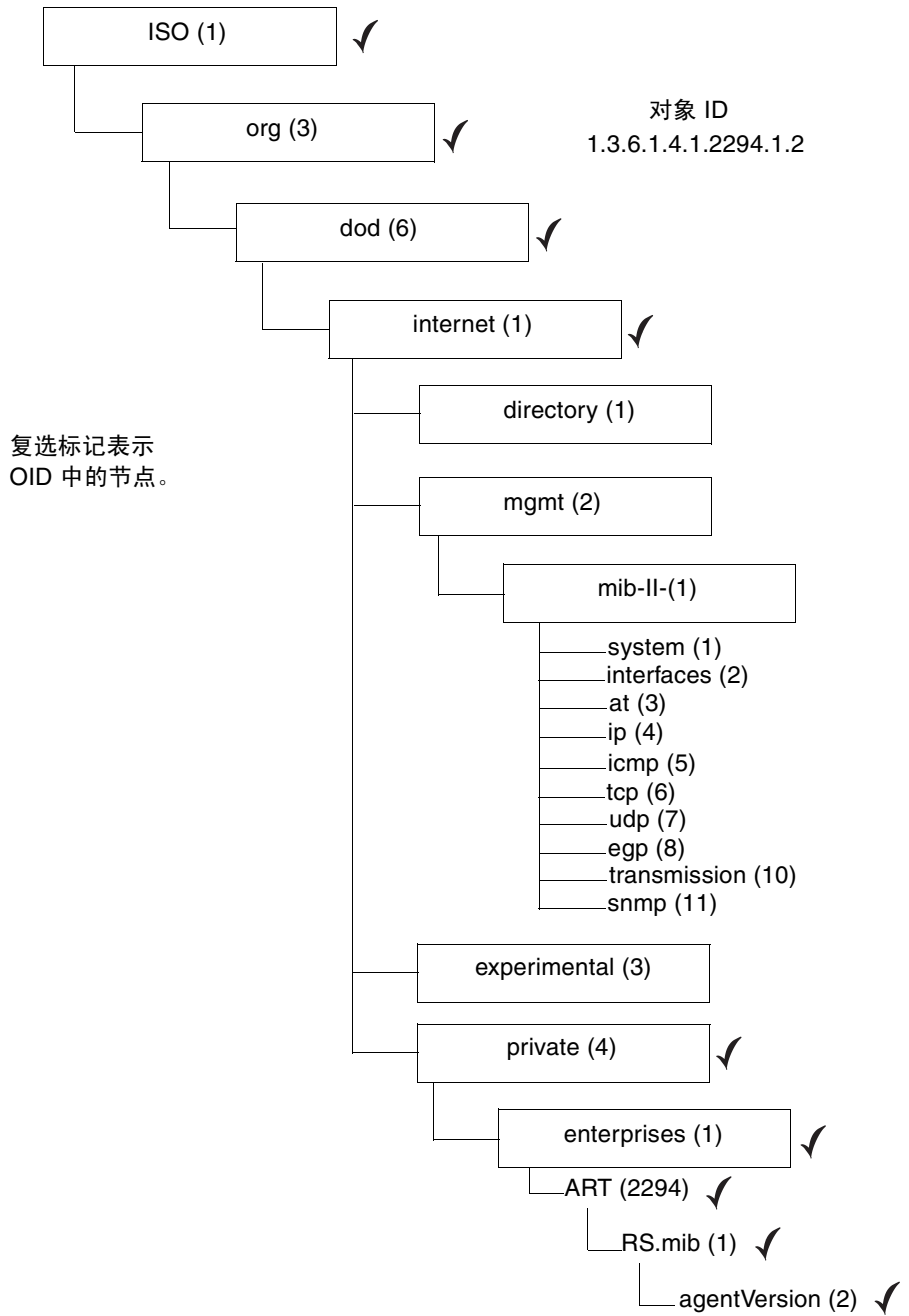 ISO (1)
org (3)
对象 ID
1.3.6.1.4.1.2294.1.2
dod (6)
internet (1)
directory (1)
复选标记表示
OID 中的节点。
mgmt (2)
mib-II-(1)
system (1)
interfaces (2)
at (3)
ip (4)
icmp (5)
tcp (6)
udp (7)
egp (8)
transmission (10)
snmp (11)
experimental (3)
private (4)
enterprises (1)
ART (2294)
RS.mib (1)
agentVersion (2)